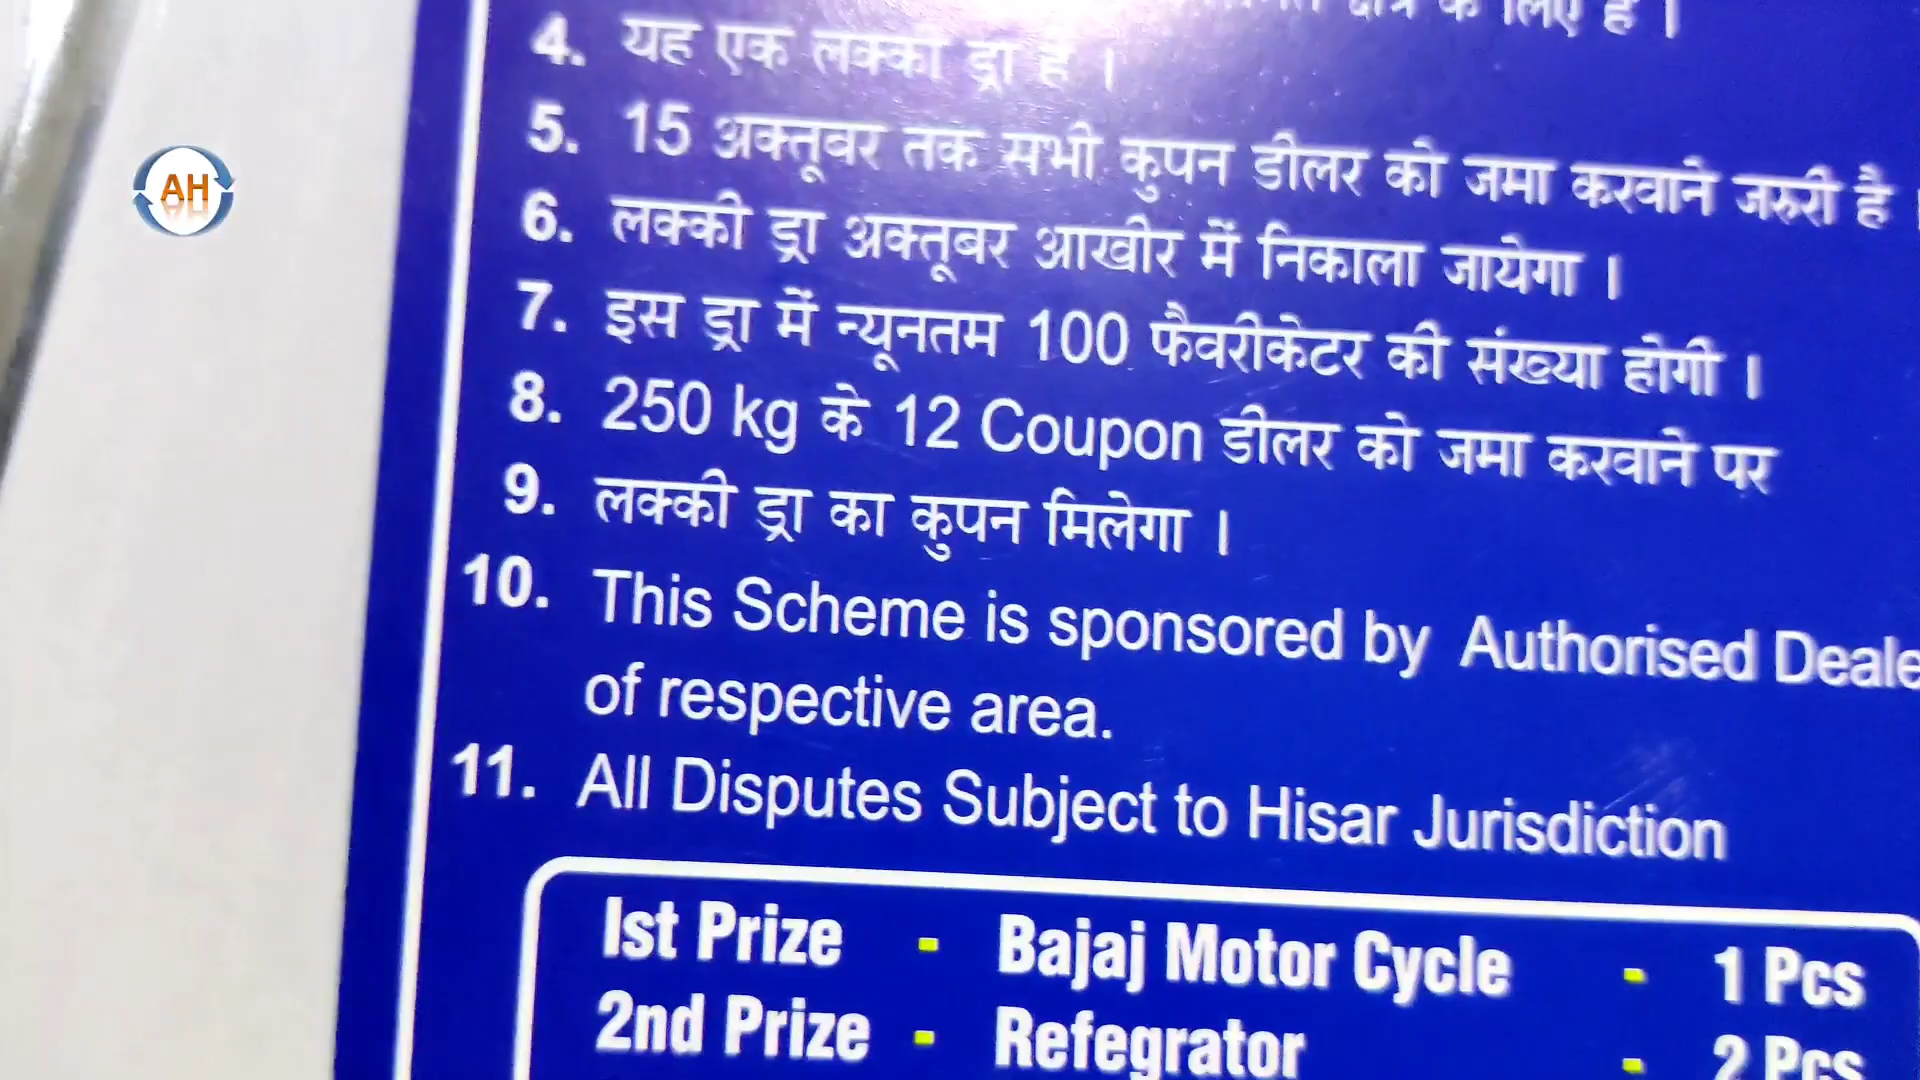 क्षेत्र के लिए है ।
4. यह एक लक्की ड्रा है ।
AH
5. 15 अक्तूवर तक सभी कुपन डीलर को जमा करवाने जरुरी है ।
6. लक्की ड्रा अक्तूबर आखीर में निकाला जायेगा ।
7. इस ड्रा में न्यूनतम 100 फैवरीकेटर की संख्या होगी ।
8. 250 kg के 12 Coupon डीलर को जमा करवाने पर
9. लक्की ड्रा का कुपन मिलेगा ।
10. This Scheme is sponsored by Authorised Deale
of respective area.
11. All Disputes Subject to Hisar Jurisdiction
Ist Prize - Bajaj Motor Cycle - 1 Pcs
2nd Prize - Refegrator - 2 Pcs